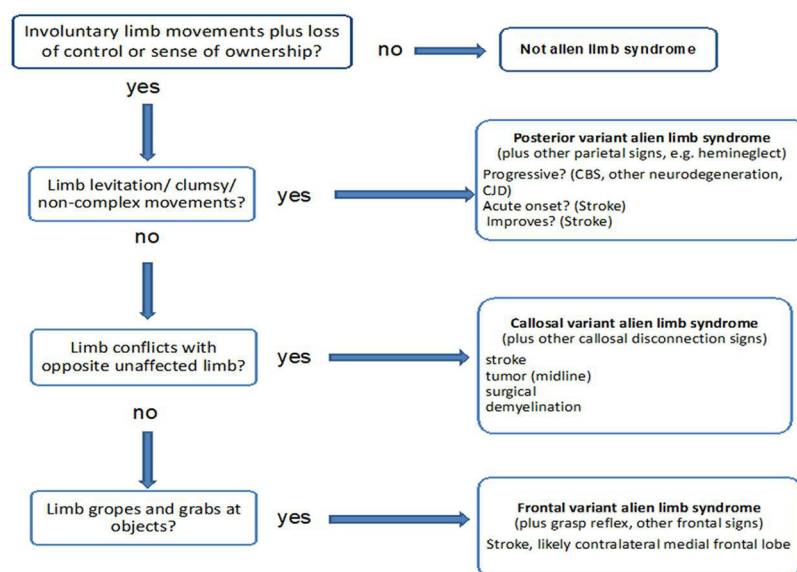 Involuntary limb movements plus loss
of control or sense of ownership?
no
Not alien limb syndrome
yes
Posterior variant alien limb syndrome
(plus other parietal signs, e.g. hemineglect)
Progressive? (CBS, other neurodegeneration,
CJD)
Acute onset? (Stroke)
Improves? (Stroke)
Limb levitation/ clumsy/
non-complex movements?
yes
no
Callosal variant alien limb syndrome
(plus other callosal disconnection signs)
stroke
tumor (midline)
surgical
demyelination
Limb conflicts with
opposite unaffected limb?
yes
no
Limb gropes and grabs at
objects?
yes
Frontal variant alien limb syndrome
(plus grasp reflex, other frontal signs)
Stroke, likely contralateral medial frontal lobe